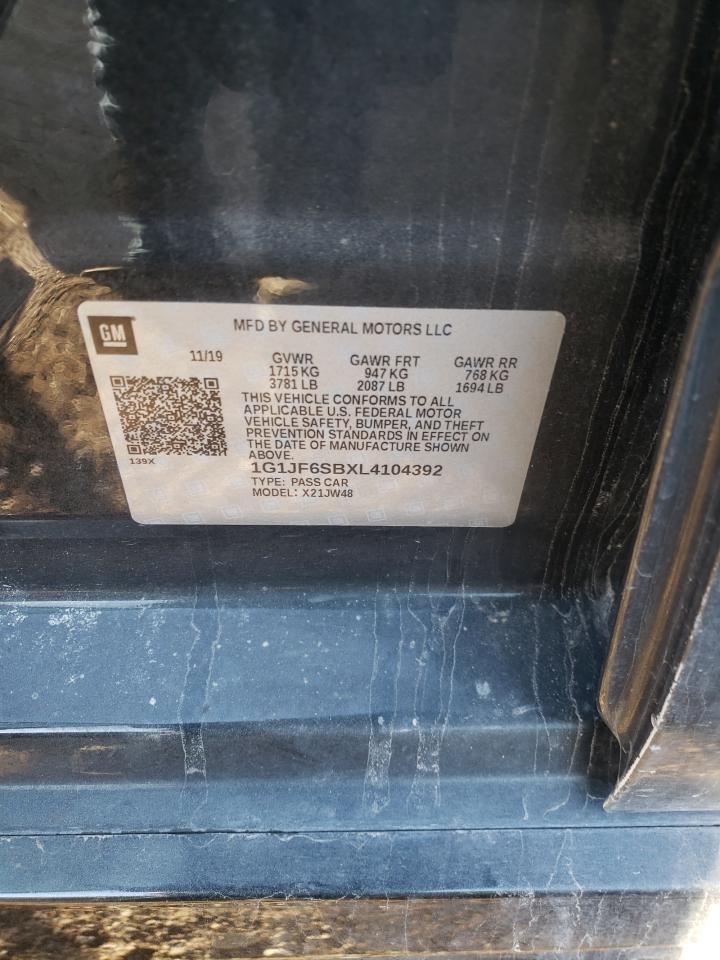 GM
MFD BY GENERAL MOTORS LLC
11/19 GVWR GAWR FRT GAWR RR
1715 KG 947 KG 768 KG
3781 LB 2087 LB 1694 LB
THIS VEHICLE CONFORMS TO ALL
APPLICABLE U.S. FEDERAL MOTOR
VEHICLE SAFETY, BUMPER, AND THEFT
PREVENTION STANDARDS IN EFFECT ON
THE DATE OF MANUFACTURE SHOWN
ABOVE.
139X
1G1JF6SBXL4104392
TYPE: PASS CAR
MODEL: X21JW48